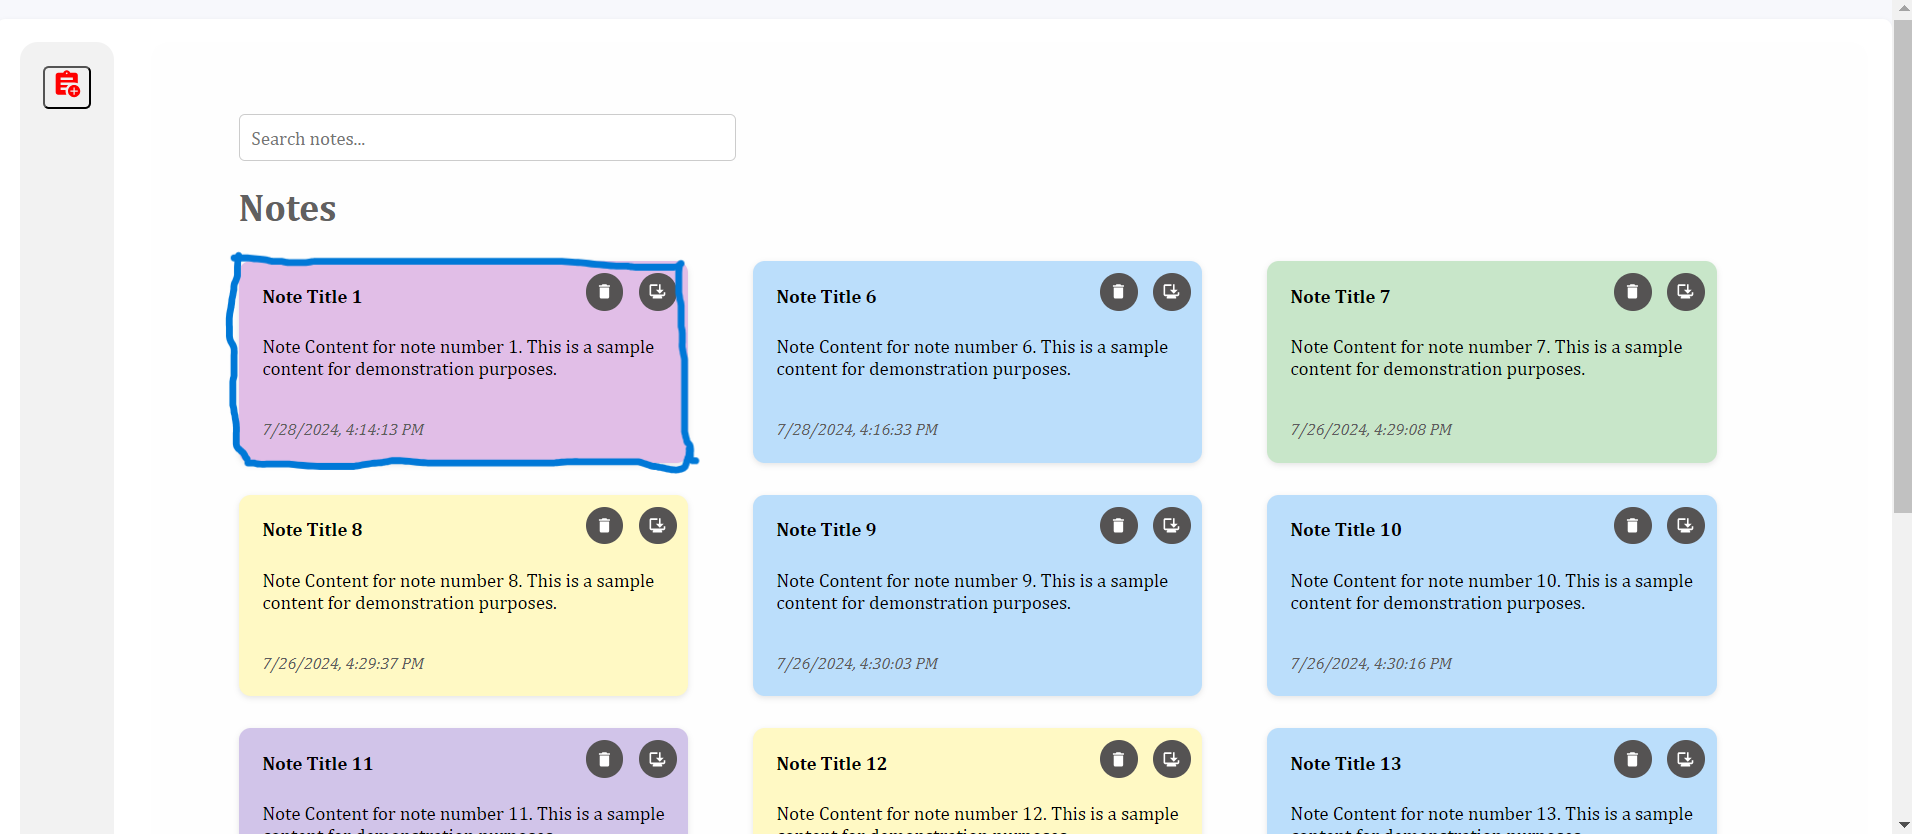 Search notes...
Notes
Note Title 1
Note Content for note number 1. This is a sample
content for demonstration purposes.
7/28/2024, 4:14:13 PM
Note Title 6
Note Content for note number 6. This is a sample
content for demonstration purposes.
7/28/2024, 4:16:33 PM
Note Title 7
Note Content for note number 7. This is a sample
content for demonstration purposes.
7/26/2024, 4:29:08 PM
Note Title 8
Note Content for note number 8. This is a sample
content for demonstration purposes.
7/26/2024, 4:29:37 PM
Note Title 9
Note Content for note number 9. This is a sample
content for demonstration purposes.
7/26/2024, 4:30:03 PM
Note Title 10
Note Content for note number 10. This is a sample
content for demonstration purposes.
7/26/2024, 4:30:16 PM
Note Title 11
Note Content for note number 11. This is a sample
Note Title 12
Note Content for note number 12. This is a sample
Note Title 13
Note Content for note number 13. This is a sample